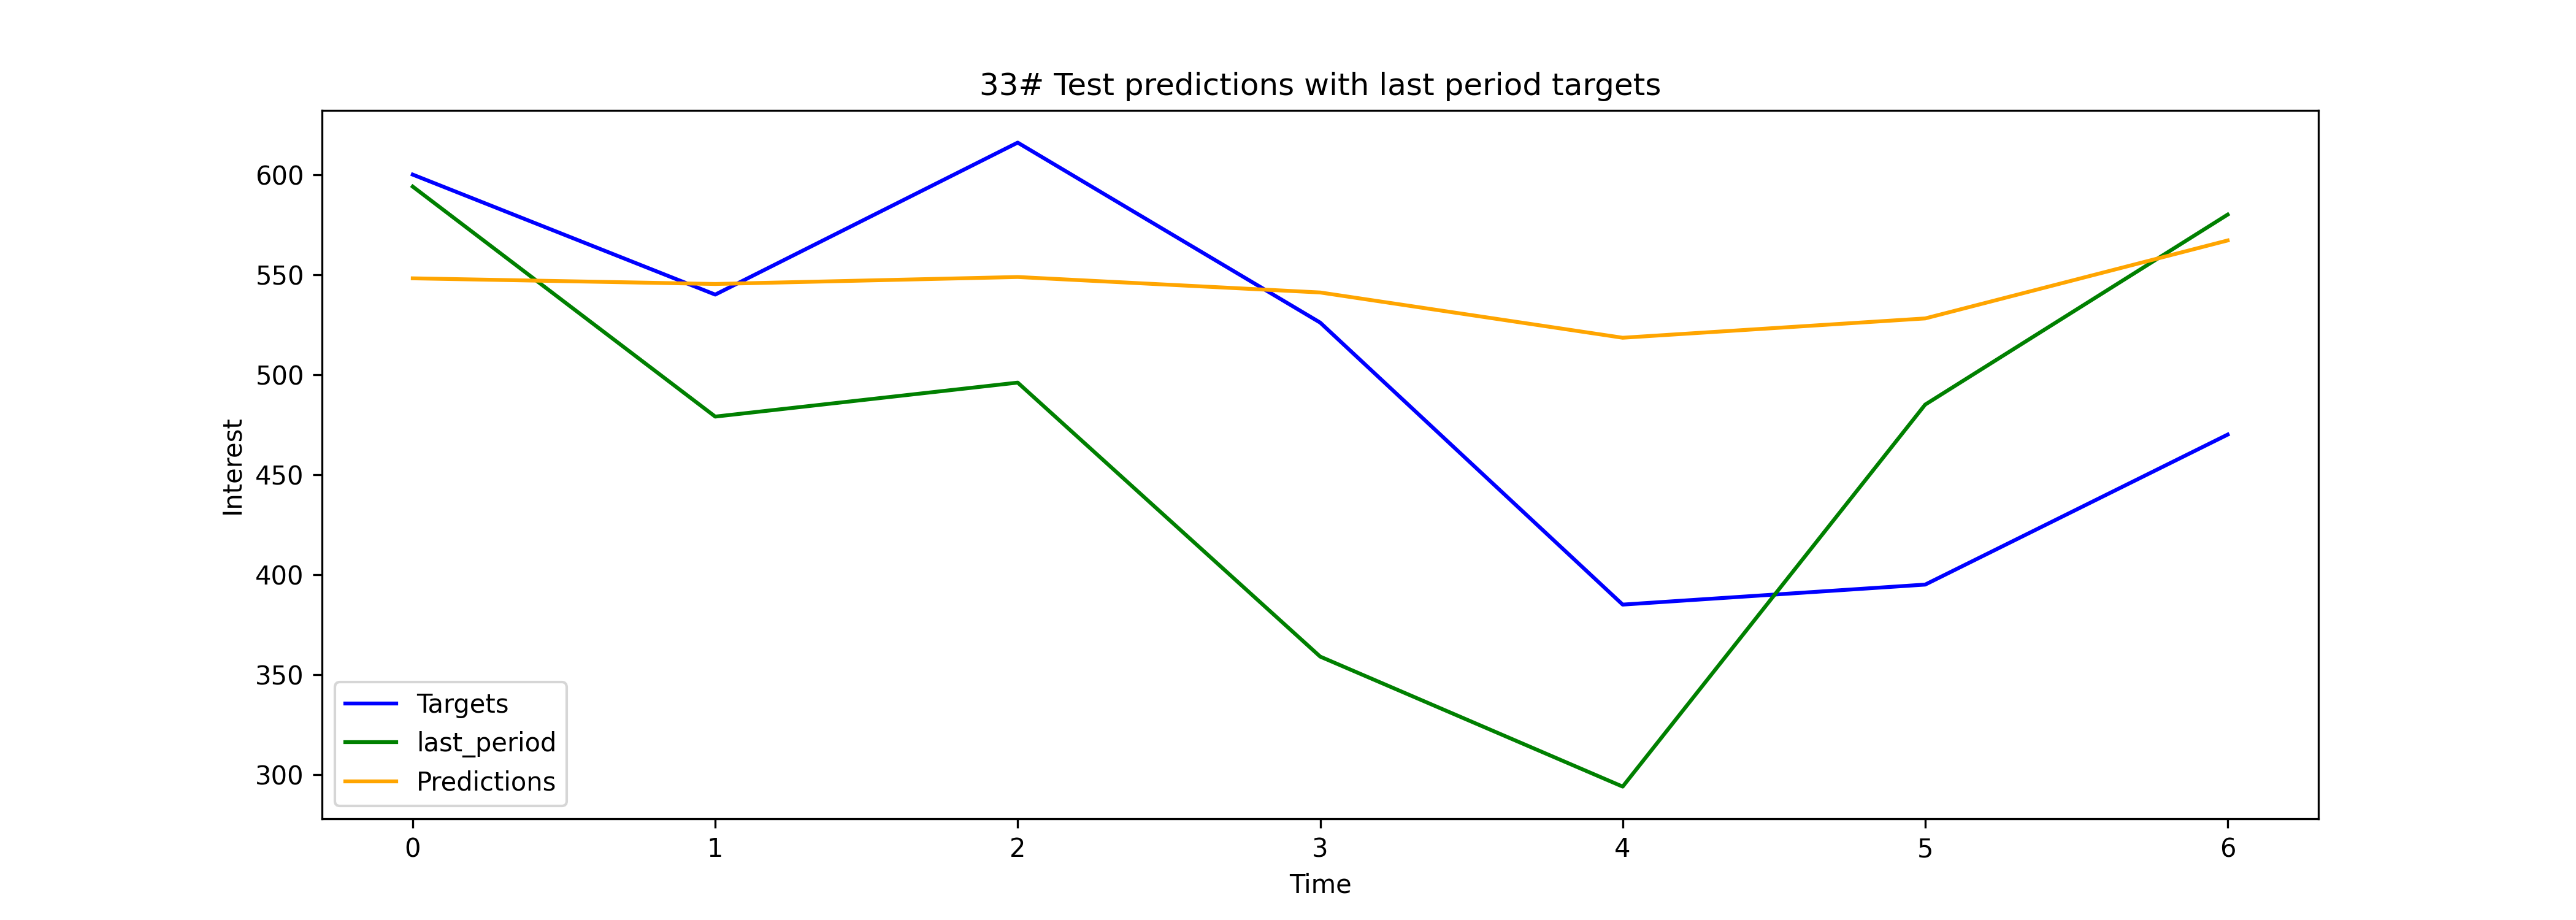 33# Test predictions with last period targets
600
550
500
450
400
350
300
Interest
Targets
last_period
Predictions
0 1 2 3 4 5 6
Time